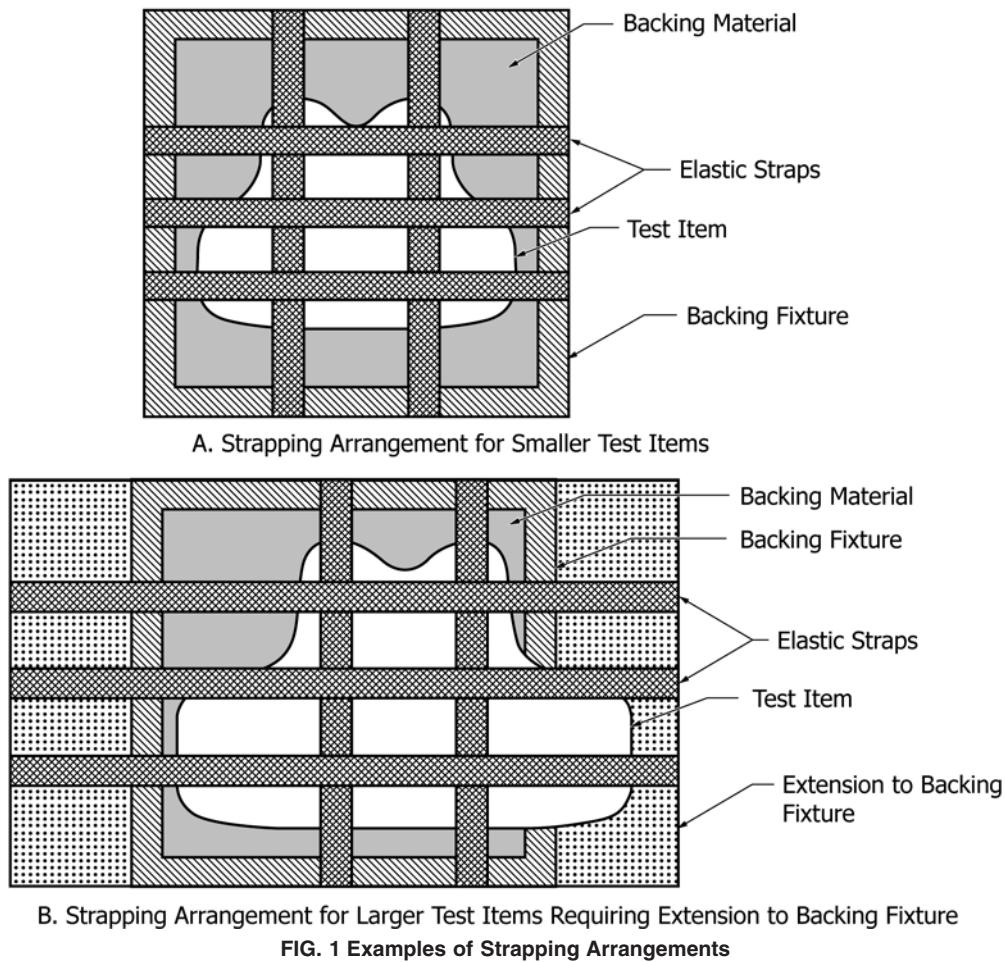 Backing Material
Elastic Straps
Test Item
Backing Fixture
A. Strapping Arrangement for Smaller Test Items
Backing Material
Backing Fixture
Elastic Straps
Test Item
Extension to Backing
Fixture
B. Strapping Arrangement for Larger Test Items Requiring Extension to Backing Fixture
FIG. 1 Examples of Strapping Arrangements